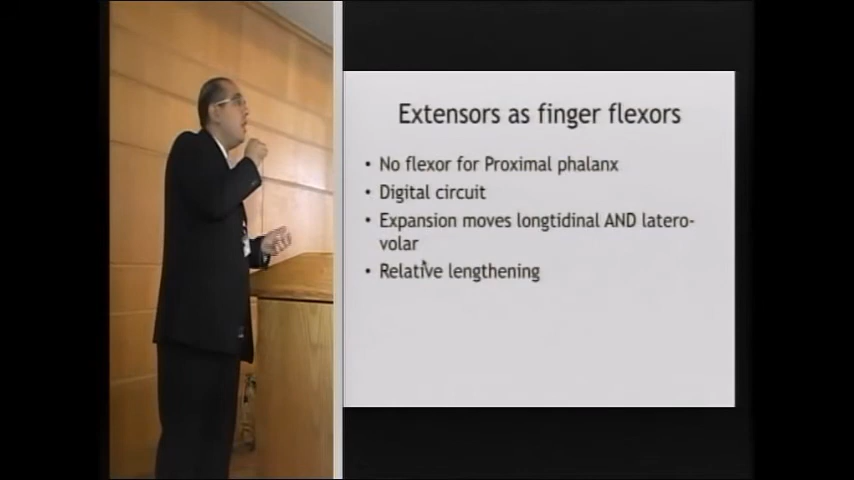 Extensors as finger flexors
• No flexor for Proximal phalanx
• Digital circuit
• Expansion moves longtidinal AND latero-
volar
• Relative lengthening